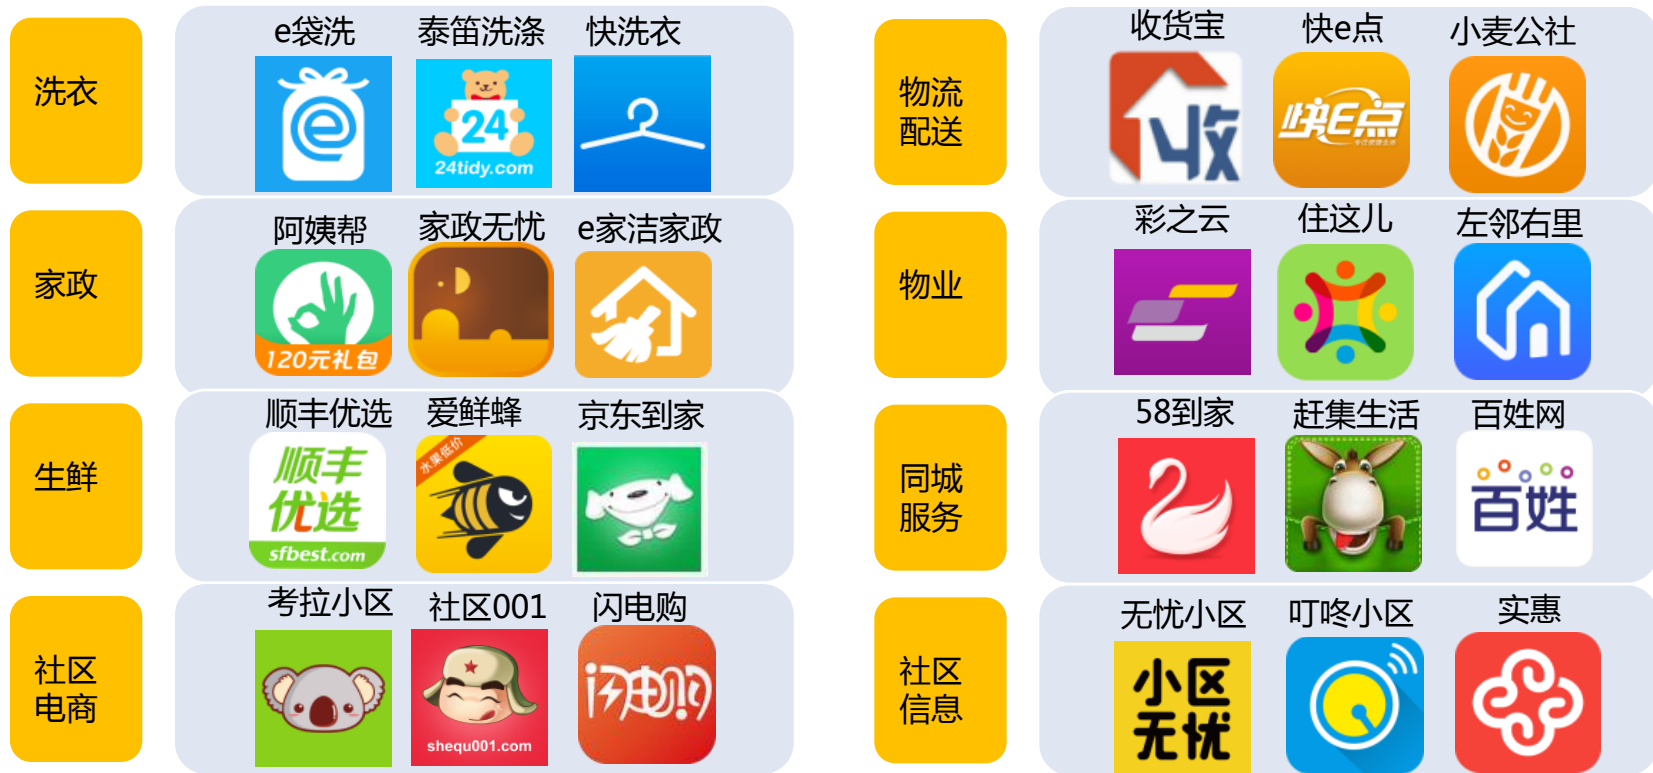 洗衣
e袋洗
泰笛洗涤
快洗衣
e
24
24tidy.com
家政
阿姨帮
家政无忧
e家洁家政
120元礼包
生鲜
顺丰优选
爱鲜蜂
京东到家
顺丰
优选
sfbest.com
水果低价
社区
电商
考拉小区
社区001
闪电购
shequ001.com
闪电购
物流
配送
收货宝
快e点
小麦公社
收
快E点
物业
彩之云
住这儿
左邻右里
同城
服务
58到家
赶集生活
百姓网
百姓
社区
信息
无忧小区
叮咚小区
实惠
小区
无忧